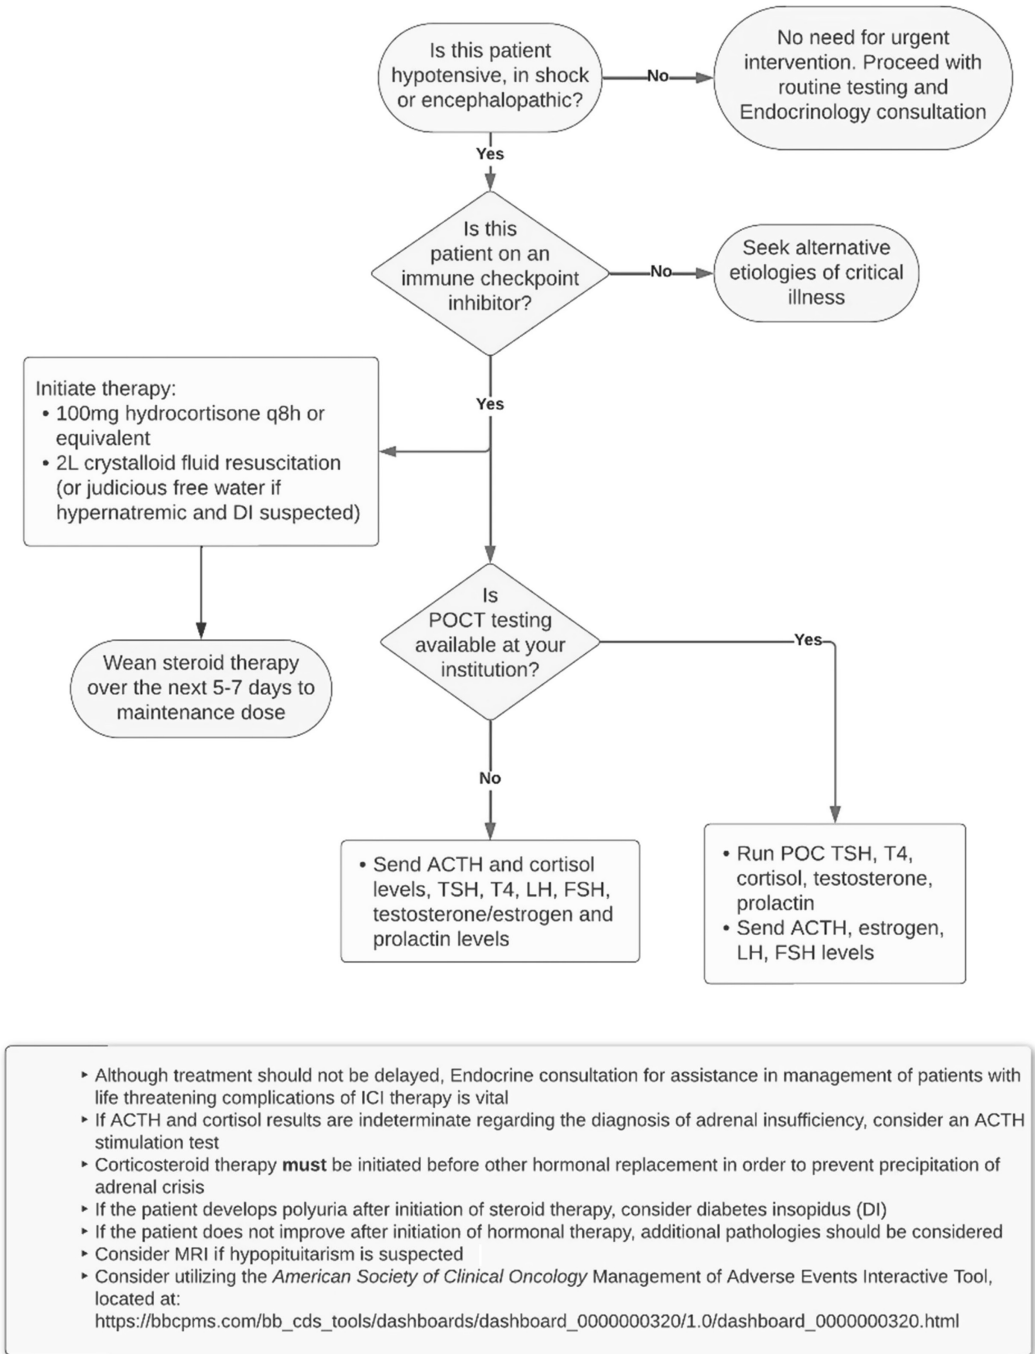 Is this patient
hypotensive, in shock
or encephalopathic?
No
No need for urgent
intervention. Proceed with
routine testing and
Endocrinology consultation
Yes
Is this
patient on an
immune checkpoint
inhibitor?
No
Seek alternative
etiologies of critical
illness
Yes
Initiate therapy:
• 100mg hydrocortisone q8h or
equivalent
• 2L crystalloid fluid resuscitation
(or judicious free water if
hypernatremic and DI suspected)
Wean steroid therapy
over the next 5-7 days to
maintenance dose
Is
POCT testing
available at your
institution?
Yes
No
• Send ACTH and cortisol
levels, TSH, T4, LH, FSH,
testosterone/estrogen and
prolactin levels
• Run POC TSH, T4,
cortisol, testosterone,
prolactin
• Send ACTH, estrogen,
LH, FSH levels
‣ Although treatment should not be delayed, Endocrine consultation for assistance in management of patients with
life threatening complications of ICI therapy is vital
‣ If ACTH and cortisol results are indeterminate regarding the diagnosis of adrenal insufficiency, consider an ACTH
stimulation test
‣ Corticosteroid therapy must be initiated before other hormonal replacement in order to prevent precipitation of
adrenal crisis
‣ If the patient develops polyuria after initiation of steroid therapy, consider diabetes insopidus (DI)
‣ If the patient does not improve after initiation of hormonal therapy, additional pathologies should be considered
‣ Consider MRI if hypopituitarism is suspected
‣ Consider utilizing the American Society of Clinical Oncology Management of Adverse Events Interactive Tool,
located at:
https://bbcpms.com/bb_cds_tools/dashboards/dashboard_0000000320/1.0/dashboard_0000000320.html